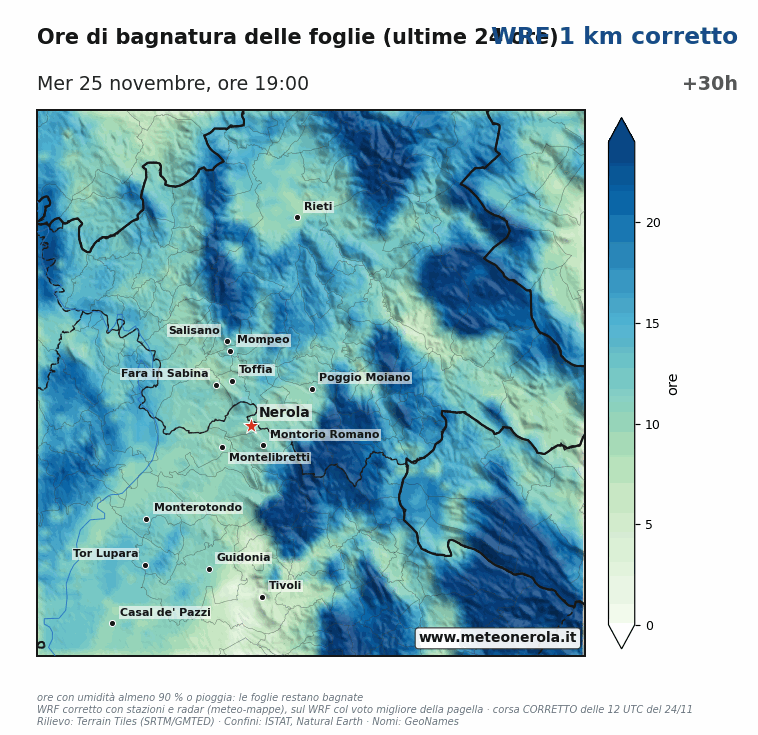 Ore di bagnatura delle foglie (ultime 24 ore)
WRF 1 km corretto
Mer 25 novembre, ore 19:00
+30h
Rieti
Salisano
Mompeo
Toffia
Fara in Sabina
Poggio Moiano
Nerola
Montorio Romano
Montelibretti
Monterotondo
Tor Lupara
Guidonia
Tivoli
Casal de' Pazzi
www.meteonerola.it
20
15
10
5
0
ore
ore con umidità almeno 90 % o pioggia: le foglie restano bagnate
WRF corretto con stazioni e radar (meteo-mappe), sul WRF col voto migliore della pagella · corsa CORRETTO delle 12 UTC del 24/11
Rilievo: Terrain Tiles (SRTM/GMTED) · Confini: ISTAT, Natural Earth · Nomi: GeoNames